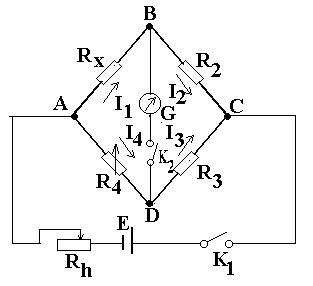 B
Rx R2
I1 I2
A G C
I4 K2 I3
R4 R3
D
E
Rh K1